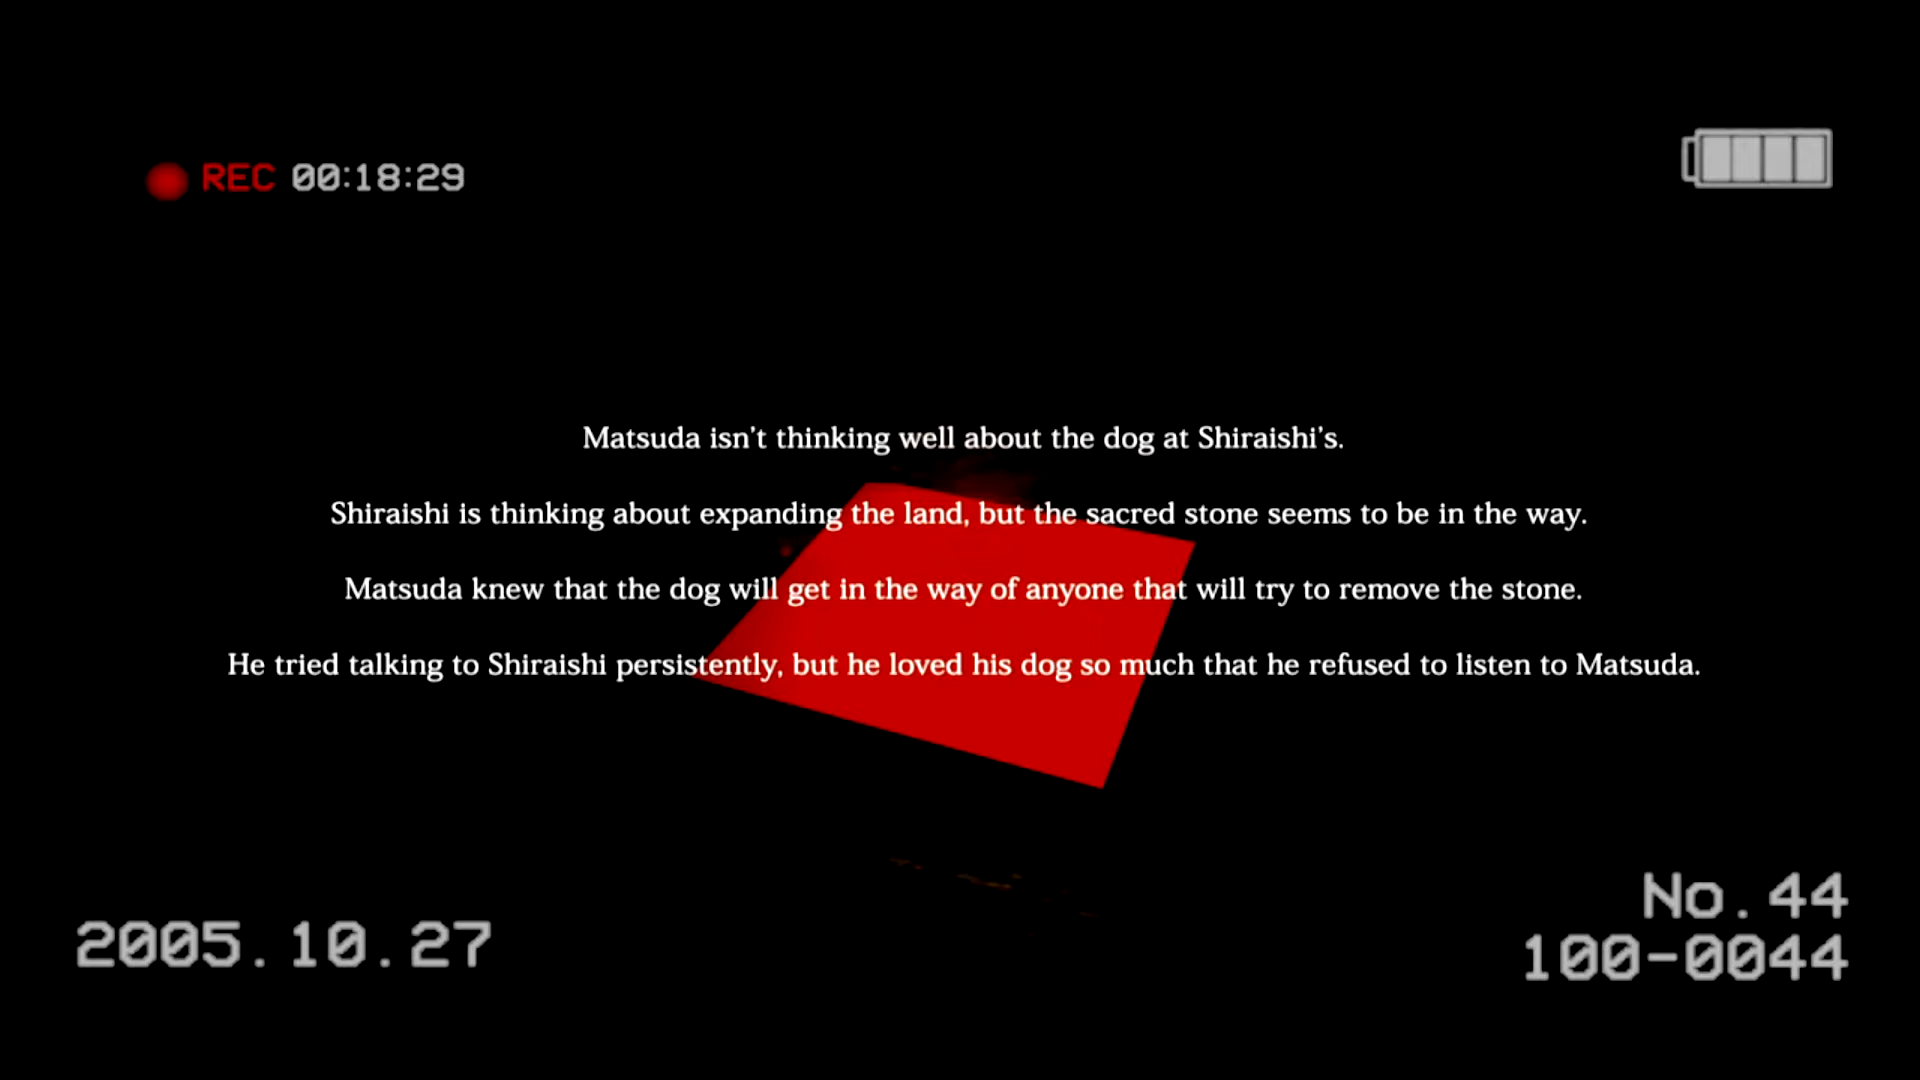 REC 00:18:29
Matsuda isn't thinking well about the dog at Shiraishi's.
Shiraishi is thinking about expanding the land, but the sacred stone seems to be in the way.
Matsuda knew that the dog will get in the way of anyone that will try to remove the stone.
He tried talking to Shiraishi persistently, but he loved his dog so much that he refused to listen to Matsuda.
2005.10.27
No.44
100-0044